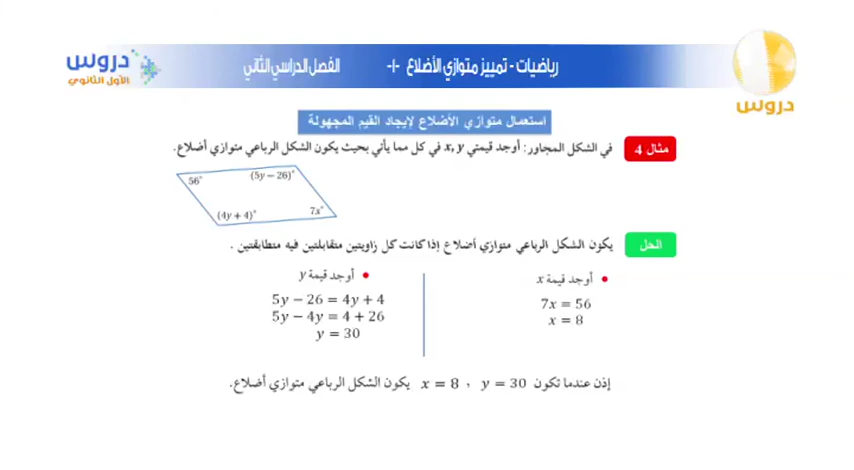 دروس
الأول الثانوي
رياضيات - تمييز متوازي الأضلاع -١-
الفصل الدراسي الثاني
دروس
استعمال متوازي الأضلاع لإيجاد القيم المجهولة
مثال 4
في الشكل المجاور: أوجد قيمتي x, y في كل مما يأتي بحيث يكون الشكل الرباعي متوازي أضلاع.
56°
(5y − 26)°
(4y + 4)°
7x°
الحل
يكون الشكل الرباعي متوازي أضلاع إذا كانت كل زاويتين متقابلتين فيه متطابقتين .
• أوجد قيمة x
7x = 56
x = 8
• أوجد قيمة y
5y − 26 = 4y + 4
5y − 4y = 4 + 26
y = 30
إذن عندما تكون x = 8 ، y = 30 يكون الشكل الرباعي متوازي أضلاع.